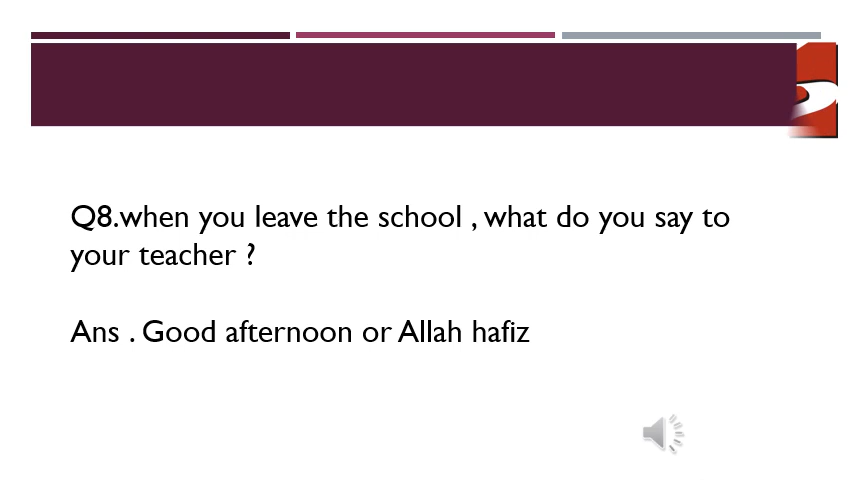 Q8.when you leave the school , what do you say to
your teacher ?
Ans . Good afternoon or Allah hafiz